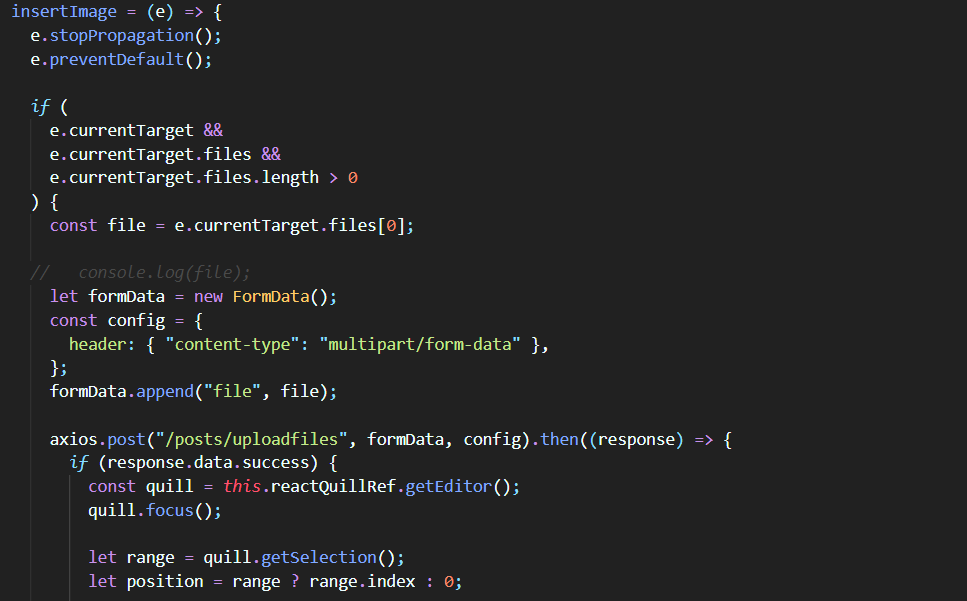 insertImage = (e) => {
e.stopPropagation();
e.preventDefault();
if (
e.currentTarget &&
e.currentTarget.files &&
e.currentTarget.files.length > 0
) {
const file = e.currentTarget.files[0];
//   console.log(file);
let formData = new FormData();
const config = {
header: { "content-type": "multipart/form-data" },
};
formData.append("file", file);
axios.post("/posts/uploadfiles", formData, config).then((response) => {
if (response.data.success) {
const quill = this.reactQuillRef.getEditor();
quill.focus();
let range = quill.getSelection();
let position = range ? range.index : 0;